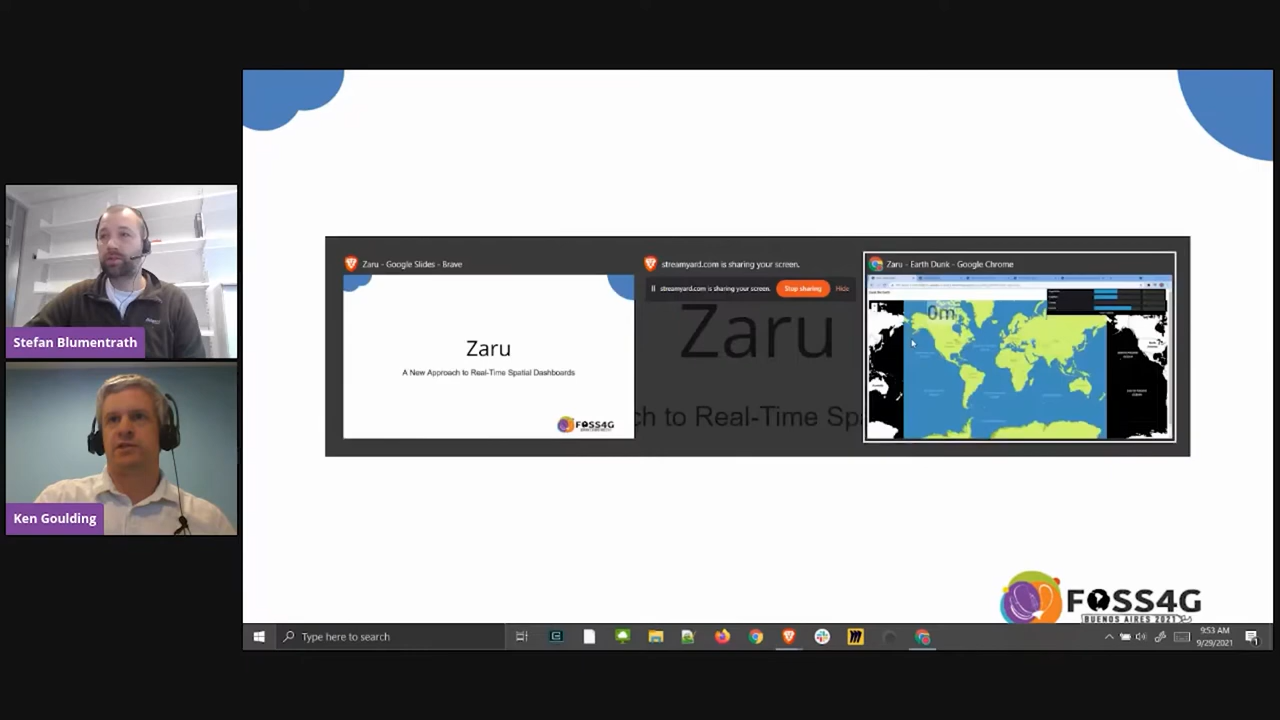 Zaru - Google Slides - Brave
streamyard.com is sharing your screen.
Zaru - Earth Dunk - Google Chrome
streamyard.com is sharing your screen.
Stop sharing
Hide
0m
Zaru
Zaru
A New Approach to Real-Time Spatial Dashboards
ch to Real-Time Spa
FOSS4G
Stefan Blumentrath
Ken Goulding
FOSS4G
BUENOS AIRES 2021
Type here to search
9:53 AM
9/29/2021